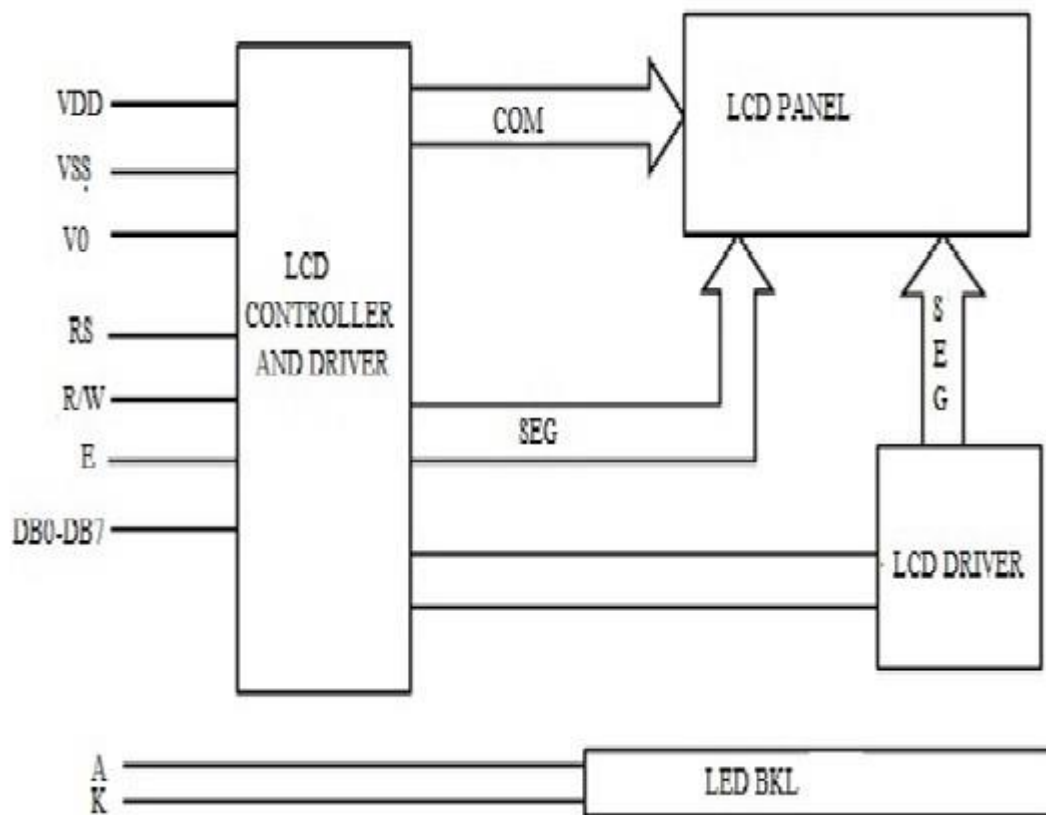 VDD
VSS
V0
RS
R/W
E
DB0-DB7
LCD
CONTROLLER
AND DRIVER
COM
LCD PANEL
SEG
S
E
G
LCD DRIVER
A
K
LED BKL